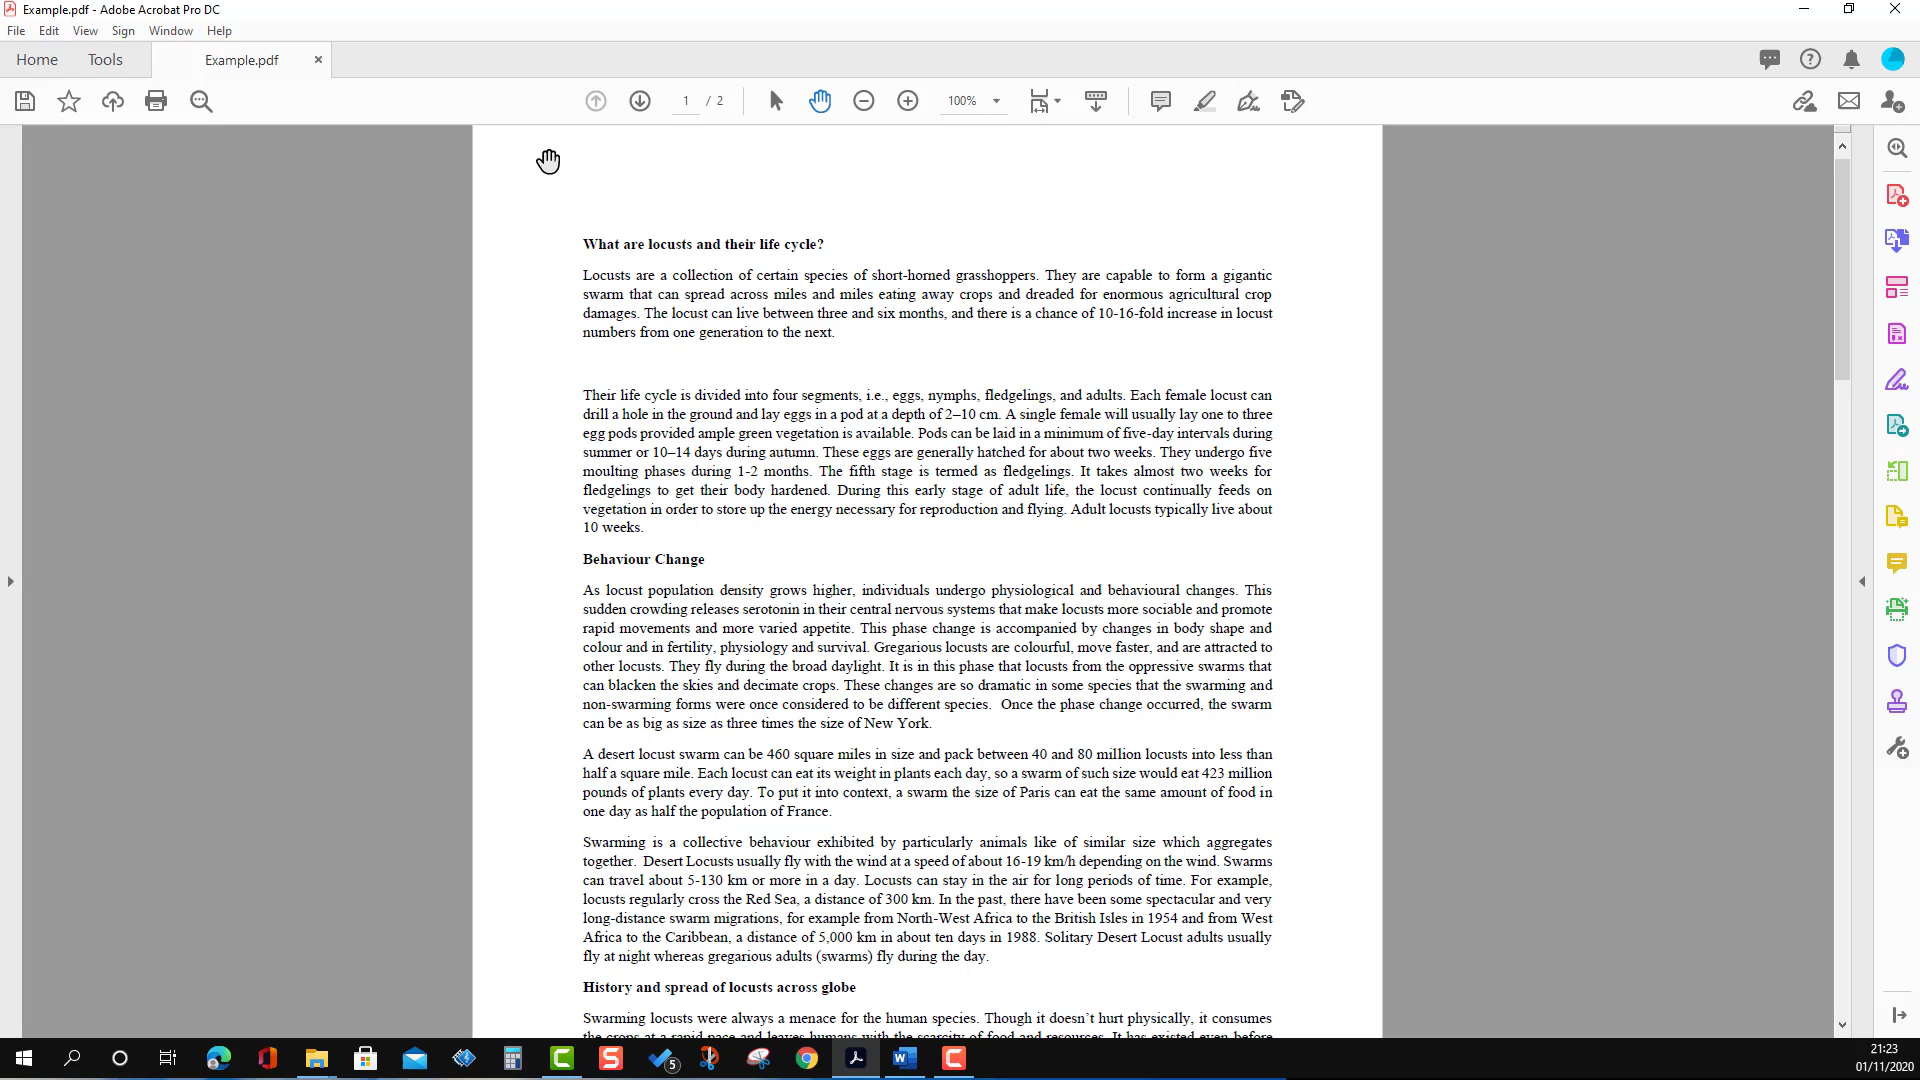 Example.pdf - Adobe Acrobat Pro DC
File Edit View Sign Window Help
Home Tools Example.pdf
1 / 2 100%
What are locusts and their life cycle?
Locusts are a collection of certain species of short-horned grasshoppers. They are capable to form a gigantic
swarm that can spread across miles and miles eating away crops and dreaded for enormous agricultural crop
damages. The locust can live between three and six months, and there is a chance of 10-16-fold increase in locust
numbers from one generation to the next.
Their life cycle is divided into four segments, i.e., eggs, nymphs, fledgelings, and adults. Each female locust can
drill a hole in the ground and lay eggs in a pod at a depth of 2–10 cm. A single female will usually lay one to three
egg pods provided ample green vegetation is available. Pods can be laid in a minimum of five-day intervals during
summer or 10–14 days during autumn. These eggs are generally hatched for about two weeks. They undergo five
moulting phases during 1-2 months. The fifth stage is termed as fledgelings. It takes almost two weeks for
fledgelings to get their body hardened. During this early stage of adult life, the locust continually feeds on
vegetation in order to store up the energy necessary for reproduction and flying. Adult locusts typically live about
10 weeks.
Behaviour Change
As locust population density grows higher, individuals undergo physiological and behavioural changes. This
sudden crowding releases serotonin in their central nervous systems that make locusts more sociable and promote
rapid movements and more varied appetite. This phase change is accompanied by changes in body shape and
colour and in fertility, physiology and survival. Gregarious locusts are colourful, move faster, and are attracted to
other locusts. They fly during the broad daylight. It is in this phase that locusts from the oppressive swarms that
can blacken the skies and decimate crops. These changes are so dramatic in some species that the swarming and
non-swarming forms were once considered to be different species. Once the phase change occurred, the swarm
can be as big as size as three times the size of New York.
A desert locust swarm can be 460 square miles in size and pack between 40 and 80 million locusts into less than
half a square mile. Each locust can eat its weight in plants each day, so a swarm of such size would eat 423 million
pounds of plants every day. To put it into context, a swarm the size of Paris can eat the same amount of food in
one day as half the population of France.
Swarming is a collective behaviour exhibited by particularly animals like of similar size which aggregates
together. Desert Locusts usually fly with the wind at a speed of about 16-19 km/h depending on the wind. Swarms
can travel about 5-130 km or more in a day. Locusts can stay in the air for long periods of time. For example,
locusts regularly cross the Red Sea, a distance of 300 km. In the past, there have been some spectacular and very
long-distance swarm migrations, for example from North-West Africa to the British Isles in 1954 and from West
Africa to the Caribbean, a distance of 5,000 km in about ten days in 1988. Solitary Desert Locust adults usually
fly at night whereas gregarious adults (swarms) fly during the day.
History and spread of locusts across globe
Swarming locusts were always a menace for the human species. Though it doesn't hurt physically, it consumes
the crops at a rapid pace and leaves humans with the scarcity of food and resources. It has existed even before
5
21:23
01/11/2020